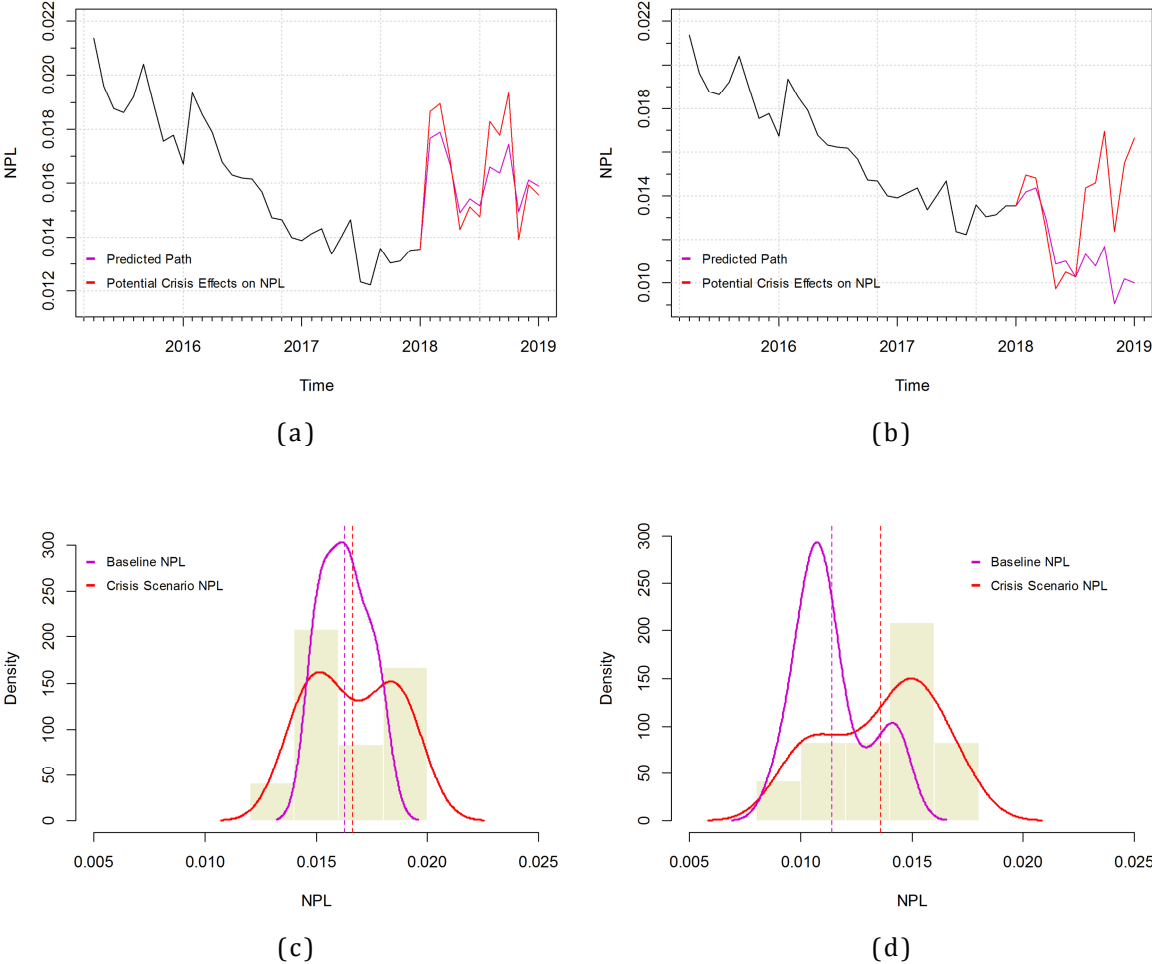 0.012 0.014 0.016 0.018 0.020 0.022
NPL
Predicted Path
Potential Crisis Effects on NPL
2016 2017 2018 2019
Time
(a)
0.010 0.014 0.018 0.022
NPL
Predicted Path
Potential Crisis Effects on NPL
2016 2017 2018 2019
Time
(b)
0 50 100 150 200 250 300
Density
Baseline NPL
Crisis Scenario NPL
0.005 0.010 0.015 0.020 0.025
NPL
(c)
0 50 100 150 200 250 300
Density
Baseline NPL
Crisis Scenario NPL
0.005 0.010 0.015 0.020 0.025
NPL
(d)